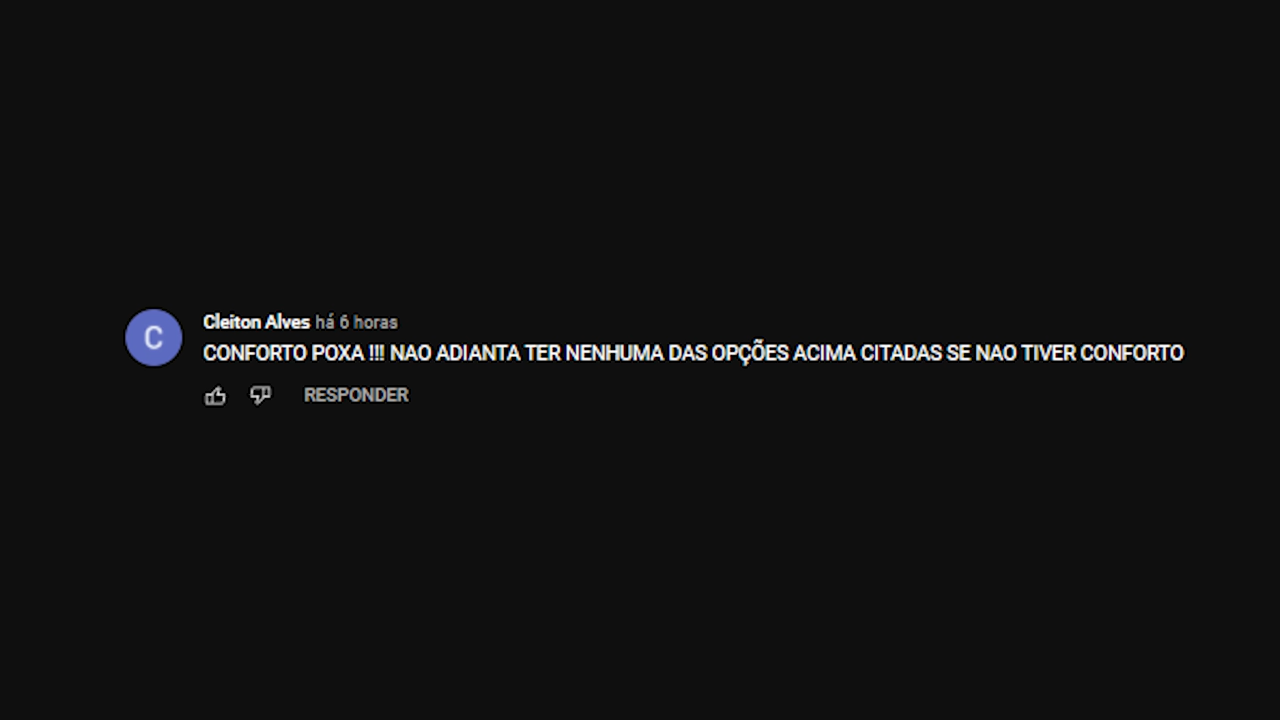 C
Cleiton Alves há 6 horas
CONFORTO POXA !!! NAO ADIANTA TER NENHUMA DAS OPÇÕES ACIMA CITADAS SE NAO TIVER CONFORTO
RESPONDER